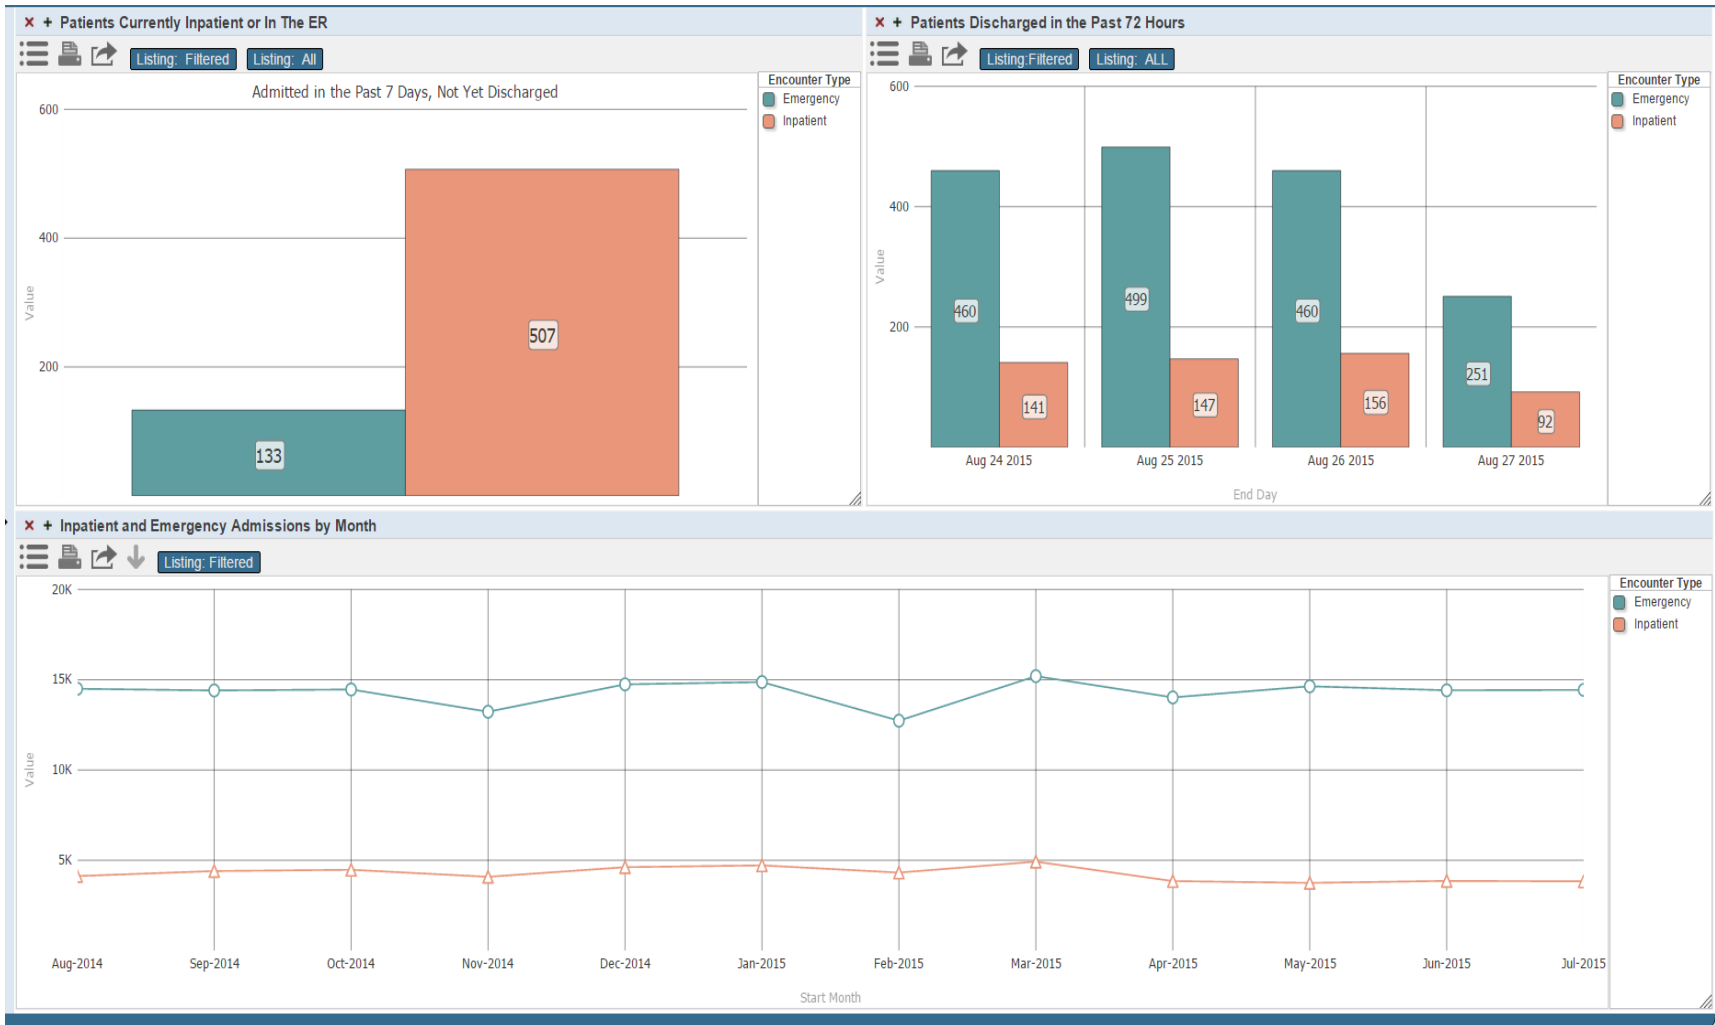 Patients Currently Inpatient or In The ER
Listing: Filtered Listing: All
Admitted in the Past 7 Days, Not Yet Discharged
600
400
200
Value
133
507
Encounter Type
Emergency
Inpatient
Patients Discharged in the Past 72 Hours
Listing:Filtered Listing: ALL
600
400
200
Value
460
141
499
147
460
156
251
92
Aug 24 2015 Aug 25 2015 Aug 26 2015 Aug 27 2015
End Day
Encounter Type
Emergency
Inpatient
Inpatient and Emergency Admissions by Month
Listing: Filtered
20K
15K
10K
5K
Value
Aug-2014 Sep-2014 Oct-2014 Nov-2014 Dec-2014 Jan-2015 Feb-2015 Mar-2015 Apr-2015 May-2015 Jun-2015 Jul-2015
Start Month
Encounter Type
Emergency
Inpatient